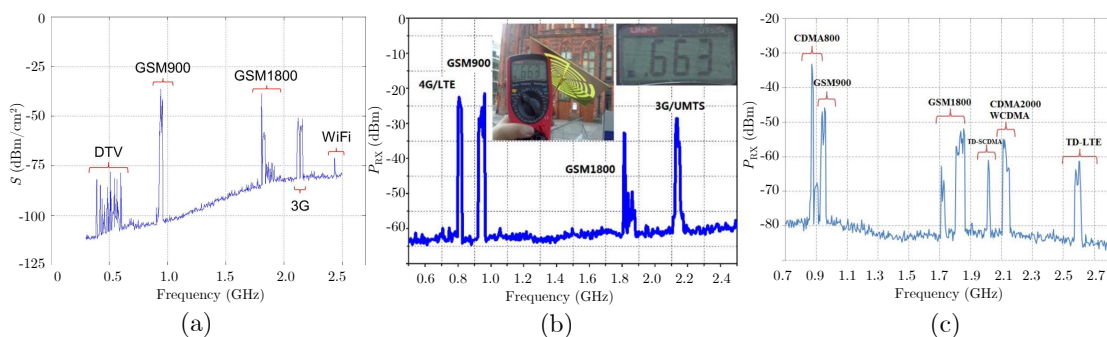 0
-25
-50
-75
-100
-125
S (dBm/cm²)
GSM900
GSM1800
DTV
WiFi
3G
0
0.5
1.0
1.5
2.0
2.5
Frequency (GHz)
(a)
0
-10
-20
-30
-40
-50
-60
P_RX (dBm)
GSM900
4G/LTE
.663
UNI-T
.663
3G/UMTS
GSM1800
0.6
0.8
1.0
1.2
1.4
1.6
1.8
2.0
2.2
2.4
Frequency (GHz)
(b)
-20
-30
-40
-50
-60
-70
-80
P_RX (dBm)
CDMA800
GSM900
GSM1800
CDMA2000
WCDMA
TD-SCDMA
TD-LTE
0.7
0.9
1.1
1.3
1.5
1.7
1.9
2.1
2.3
2.5
2.7
Frequency (GHz)
(c)